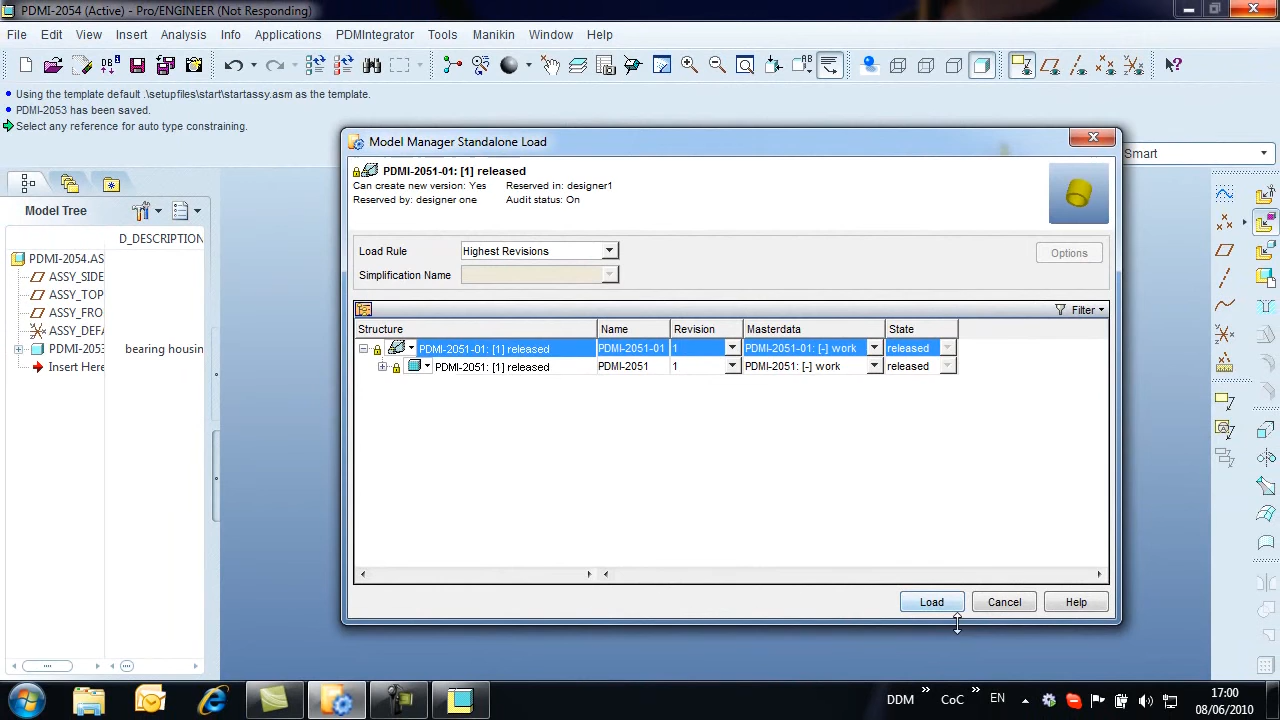 PDMI-2054 (Active) - Pro/ENGINEER (Not Responding)
File Edit View Insert Analysis Info Applications PDMIntegrator Tools Manikin Window Help
Using the template default .\setupfiles\start\startassy.asm as the template.
PDMI-2053 has been saved.
Select any reference for auto type constraining.
Smart
Model Tree
D_DESCRIPTION
PDMI-2054.AS
ASSY_SIDE
ASSY_TOP
ASSY_FRO
ASSY_DEFA
PDMI-2053 bearing housin
Insert Here
Model Manager Standalone Load
PDMI-2051-01: [1] released
Can create new version: Yes Reserved in: designer1
Reserved by: designer one Audit status: On
Load Rule Highest Revisions Options
Simplification Name
Filter
Structure Name Revision Masterdata State
PDMI-2051-01: [1] released PDMI-2051-01 1 PDMI-2051-01: [-] work released
PDMI-2051: [1] released PDMI-2051 1 PDMI-2051: [-] work released
Load Cancel Help
DDM » CoC » EN 17:00
08/06/2010